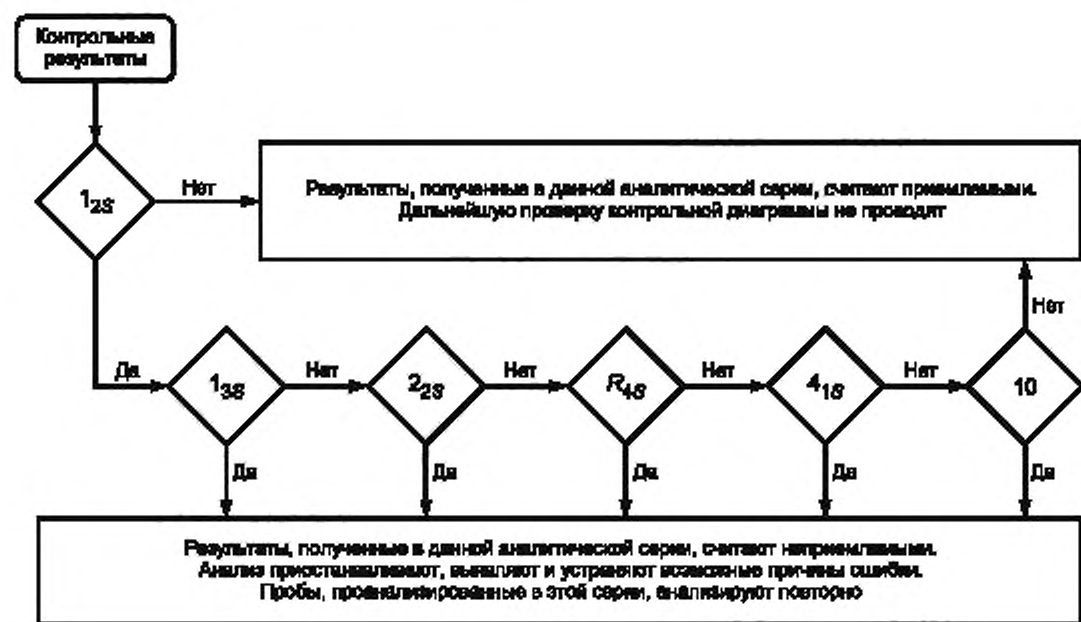 Контрольные
результаты
1₂S
Нет
Результаты, полученные в данной аналитической серии, считают приемлемыми.
Дальнейшую проверку контрольной диаграммы не проводят
Нет
Да
1₃S
Нет
2₂S
Нет
R₄S
Нет
4₁S
Нет
10
Да
Да
Да
Да
Да
Результаты, полученные в данной аналитической серии, считают неприемлемыми.
Анализ приостанавливают, выявляют и устраняют возможные причины ошибки.
Пробы, проанализированные в этой серии, анализируют повторно